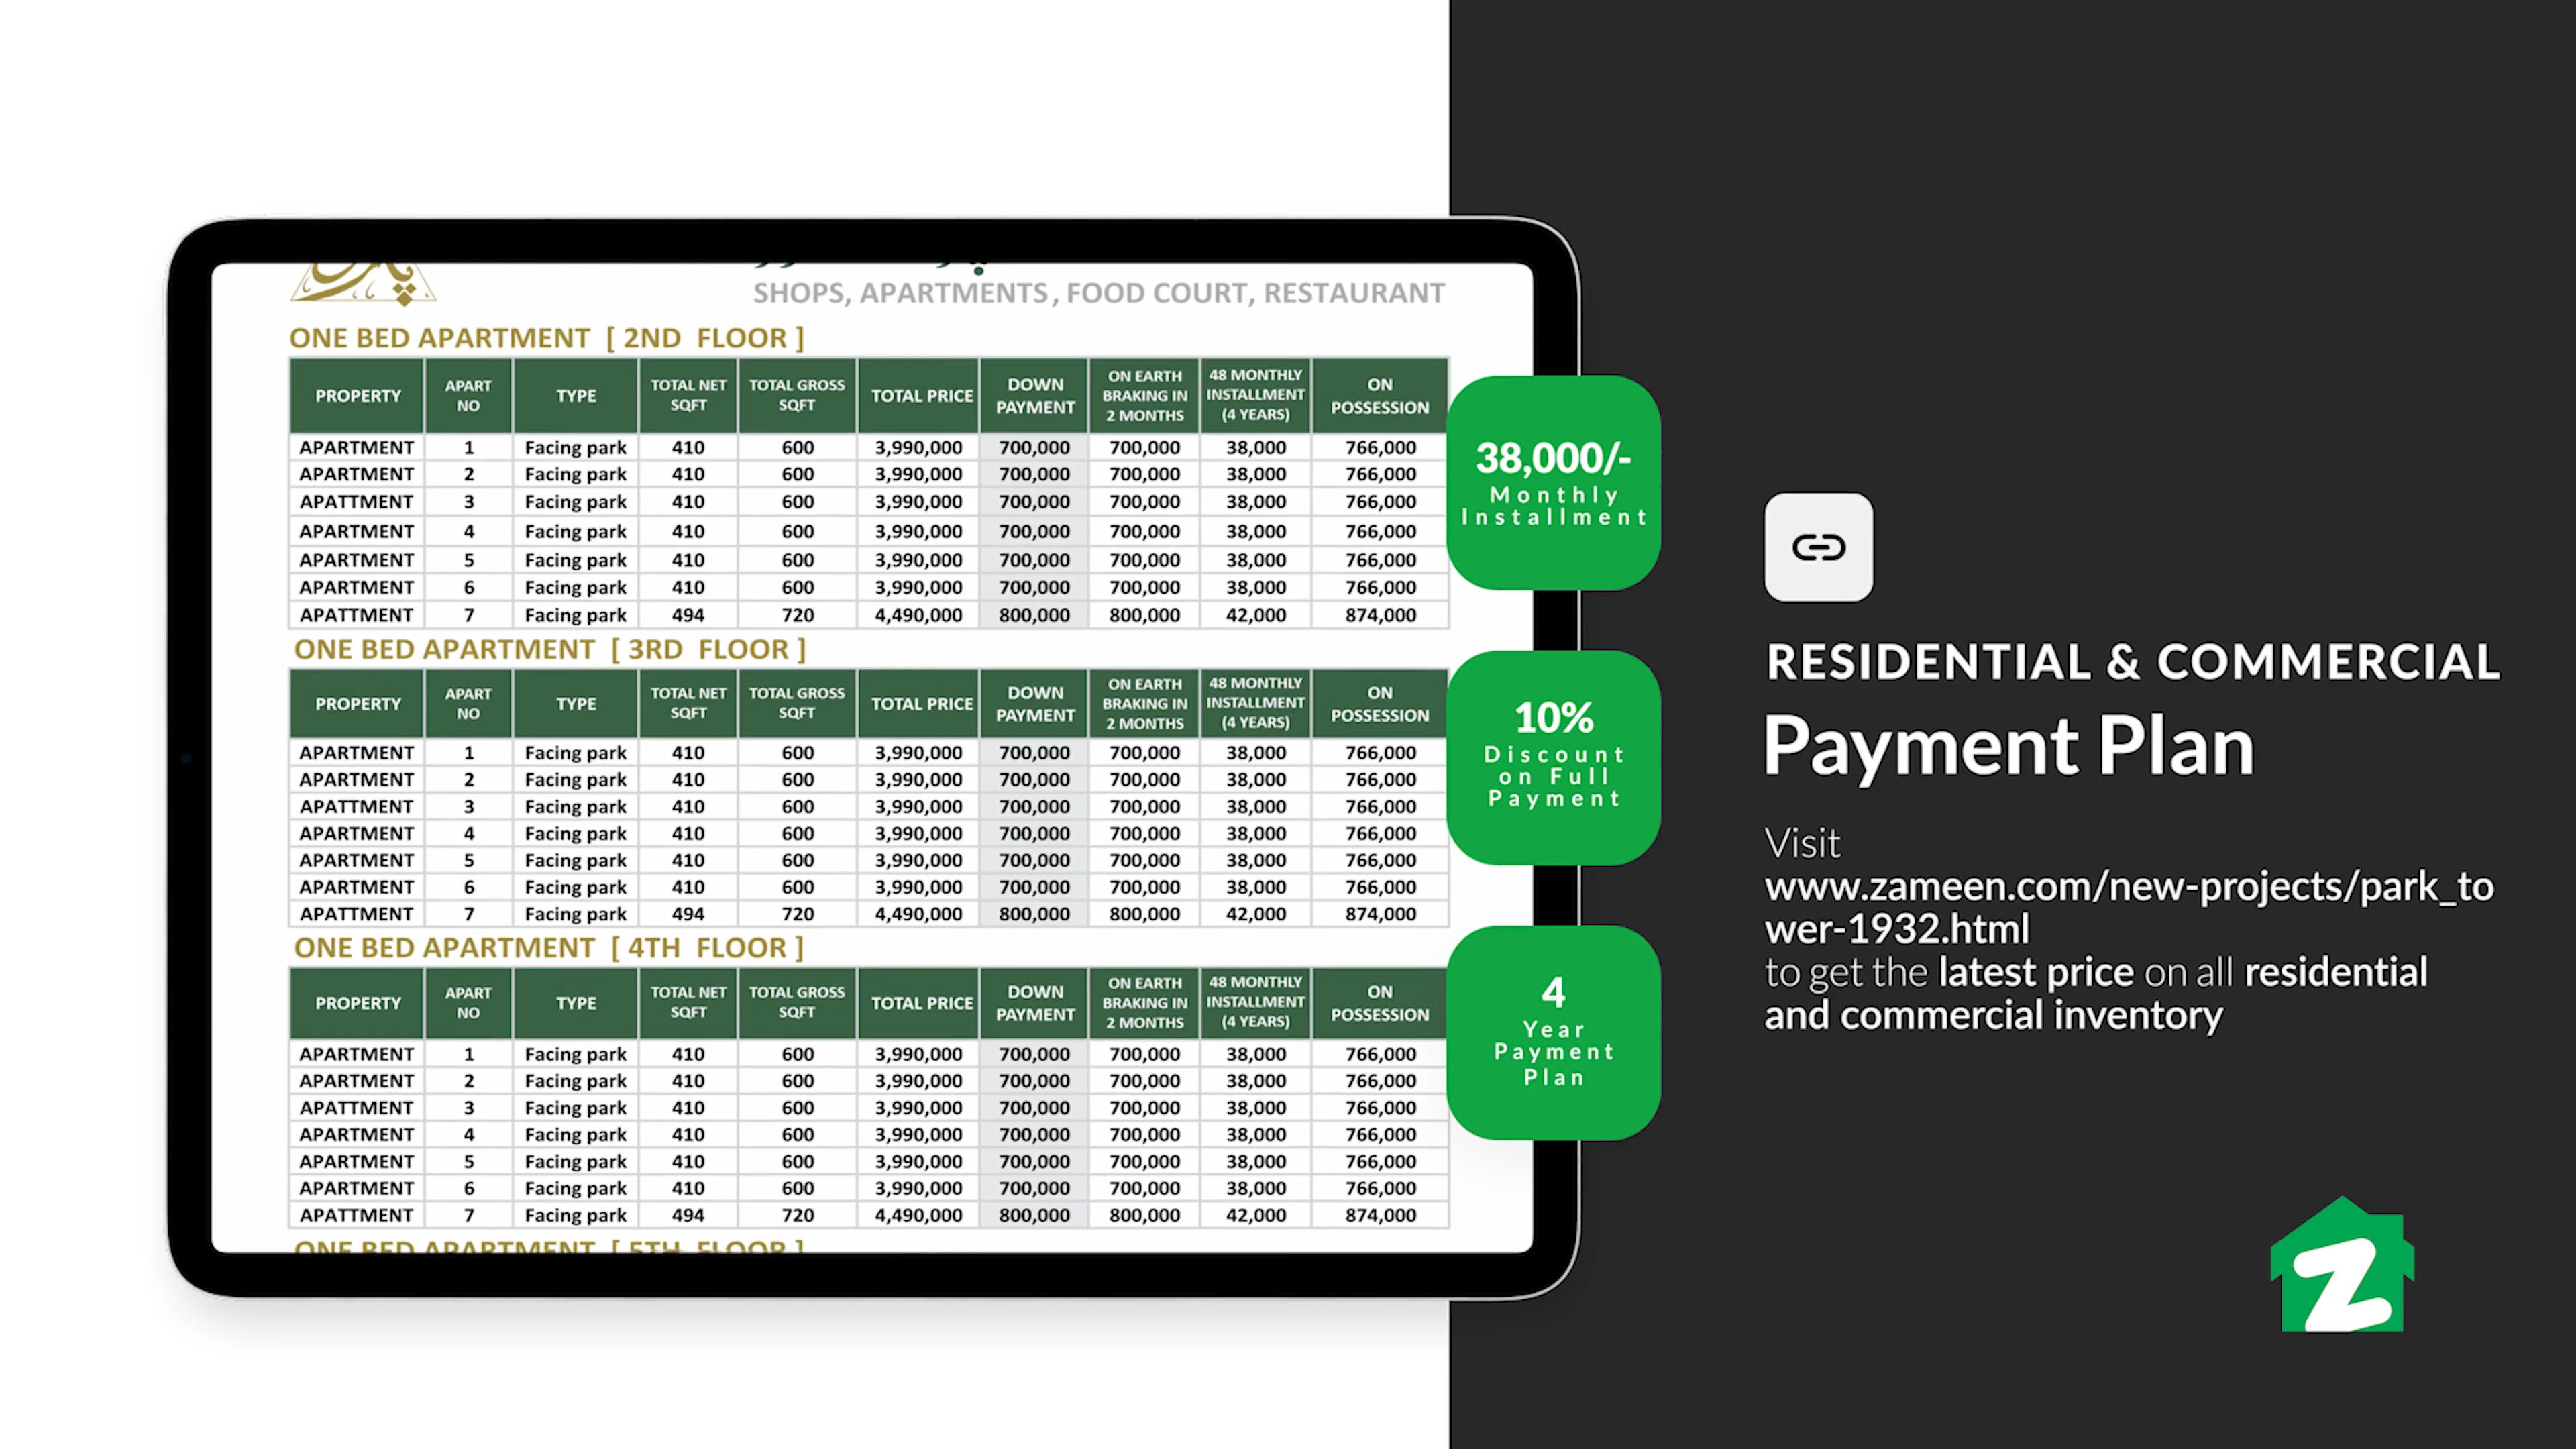 SHOPS, APARTMENTS, FOOD COURT, RESTAURANT
ONE BED APARTMENT [ 2ND FLOOR ]
PROPERTY APART NO TYPE TOTAL NET SQFT TOTAL GROSS SQFT TOTAL PRICE DOWN PAYMENT ON EARTH BRAKING IN 2 MONTHS 48 MONTHLY INSTALLMENT (4 YEARS) ON POSSESSION
APARTMENT 1 Facing park 410 600 3,990,000 700,000 700,000 38,000 766,000
APARTMENT 2 Facing park 410 600 3,990,000 700,000 700,000 38,000 766,000
APATTMENT 3 Facing park 410 600 3,990,000 700,000 700,000 38,000 766,000
APARTMENT 4 Facing park 410 600 3,990,000 700,000 700,000 38,000 766,000
APARTMENT 5 Facing park 410 600 3,990,000 700,000 700,000 38,000 766,000
APARTMENT 6 Facing park 410 600 3,990,000 700,000 700,000 38,000 766,000
APATTMENT 7 Facing park 494 720 4,490,000 800,000 800,000 42,000 874,000
ONE BED APARTMENT [ 3RD FLOOR ]
PROPERTY APART NO TYPE TOTAL NET SQFT TOTAL GROSS SQFT TOTAL PRICE DOWN PAYMENT ON EARTH BRAKING IN 2 MONTHS 48 MONTHLY INSTALLMENT (4 YEARS) ON POSSESSION
APARTMENT 1 Facing park 410 600 3,990,000 700,000 700,000 38,000 766,000
APARTMENT 2 Facing park 410 600 3,990,000 700,000 700,000 38,000 766,000
APATTMENT 3 Facing park 410 600 3,990,000 700,000 700,000 38,000 766,000
APARTMENT 4 Facing park 410 600 3,990,000 700,000 700,000 38,000 766,000
APARTMENT 5 Facing park 410 600 3,990,000 700,000 700,000 38,000 766,000
APARTMENT 6 Facing park 410 600 3,990,000 700,000 700,000 38,000 766,000
APATTMENT 7 Facing park 494 720 4,490,000 800,000 800,000 42,000 874,000
ONE BED APARTMENT [ 4TH FLOOR ]
PROPERTY APART NO TYPE TOTAL NET SQFT TOTAL GROSS SQFT TOTAL PRICE DOWN PAYMENT ON EARTH BRAKING IN 2 MONTHS 48 MONTHLY INSTALLMENT (4 YEARS) ON POSSESSION
APARTMENT 1 Facing park 410 600 3,990,000 700,000 700,000 38,000 766,000
APARTMENT 2 Facing park 410 600 3,990,000 700,000 700,000 38,000 766,000
APATTMENT 3 Facing park 410 600 3,990,000 700,000 700,000 38,000 766,000
APARTMENT 4 Facing park 410 600 3,990,000 700,000 700,000 38,000 766,000
APARTMENT 5 Facing park 410 600 3,990,000 700,000 700,000 38,000 766,000
APARTMENT 6 Facing park 410 600 3,990,000 700,000 700,000 38,000 766,000
APATTMENT 7 Facing park 494 720 4,490,000 800,000 800,000 42,000 874,000
ONE BED APARTMENT [ 5TH FLOOR ]
38,000/-
Monthly
Installment
10%
Discount
on Full
Payment
4
Year
Payment
Plan
RESIDENTIAL & COMMERCIAL
Payment Plan
Visit
www.zameen.com/new-projects/park_to
wer-1932.html
to get the latest price on all residential
and commercial inventory
Z